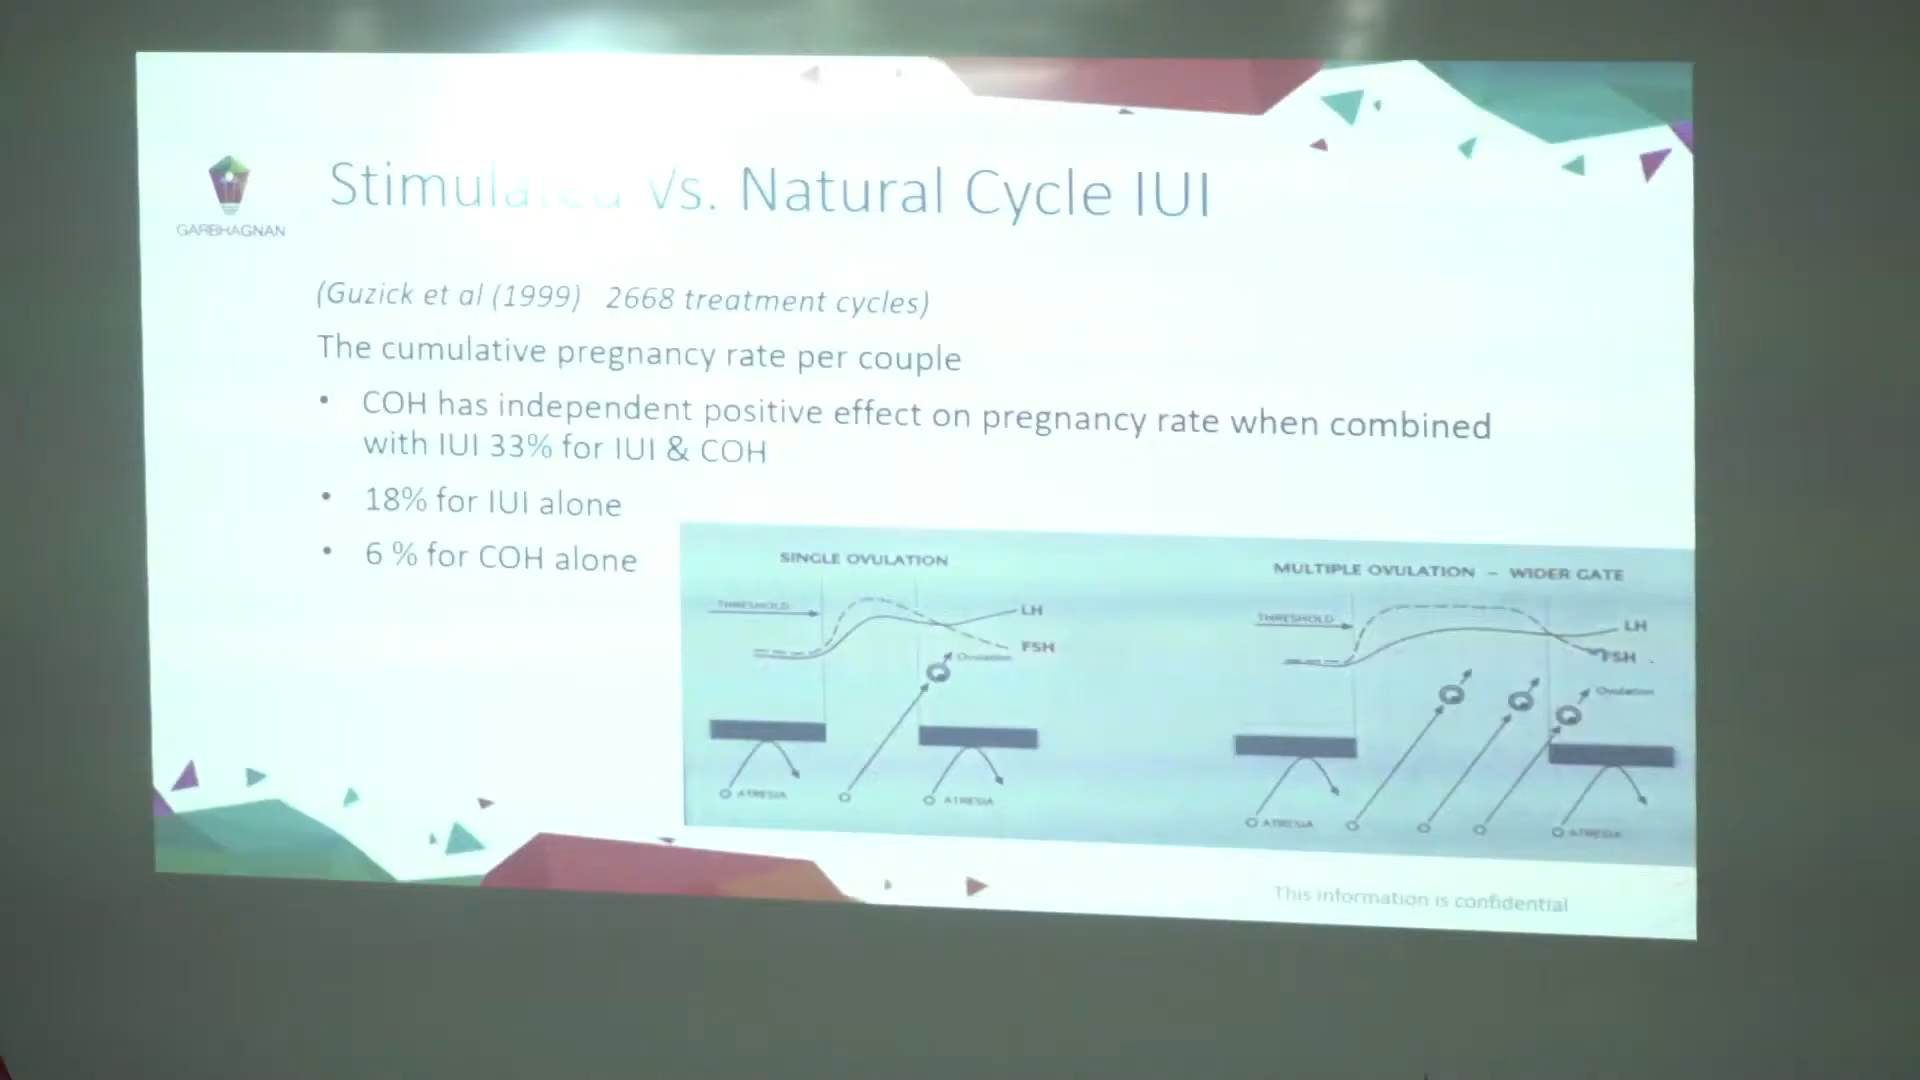 GARBHAGNAN
Stimulated Vs. Natural Cycle IUI
(Guzick et al (1999) 2668 treatment cycles)
The cumulative pregnancy rate per couple
• COH has independent positive effect on pregnancy rate when combined
with IUI 33% for IUI & COH
• 18% for IUI alone
• 6 % for COH alone
SINGLE OVULATION
THRESHOLD
LH
FSH
Ovulation
ATRESIA
ATRESIA
MULTIPLE OVULATION – WIDER GATE
THRESHOLD
LH
FSH
Ovulation
ATRESIA
ATRESIA
This information is confidential